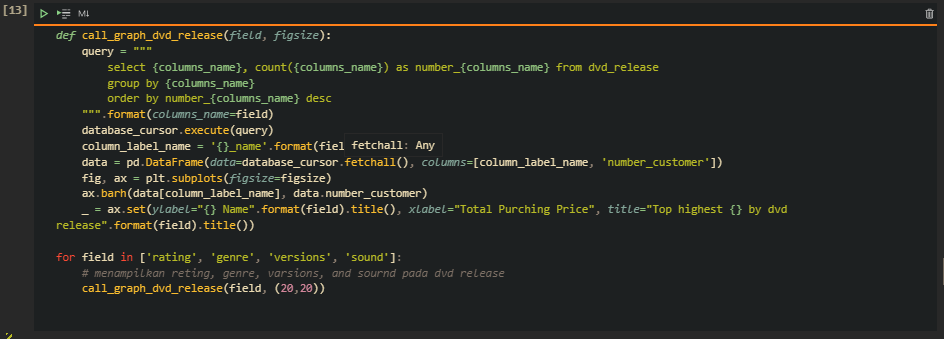 [13]
M↓
def call_graph_dvd_release(field, figsize):
    query = """
        select {columns_name}, count({columns_name}) as number_{columns_name} from dvd_release
        group by {columns_name}
        order by number_{columns_name} desc
    """.format(columns_name=field)
    database_cursor.execute(query)
    column_label_name = '{}_name'.format(fiel
fetchall: Any
    data = pd.DataFrame(data=database_cursor.fetchall(), columns=[column_label_name, 'number_customer'])
    fig, ax = plt.subplots(figsize=figsize)
    ax.barh(data[column_label_name], data.number_customer)
    _ = ax.set(ylabel="{} Name".format(field).title(), xlabel="Total Purching Price", title="Top highest {} by dvd
release".format(field).title())
for field in ['rating', 'genre', 'versions', 'sound']:
    # menampilkan reting, genre, varsions, and sournd pada dvd release
    call_graph_dvd_release(field, (20,20))